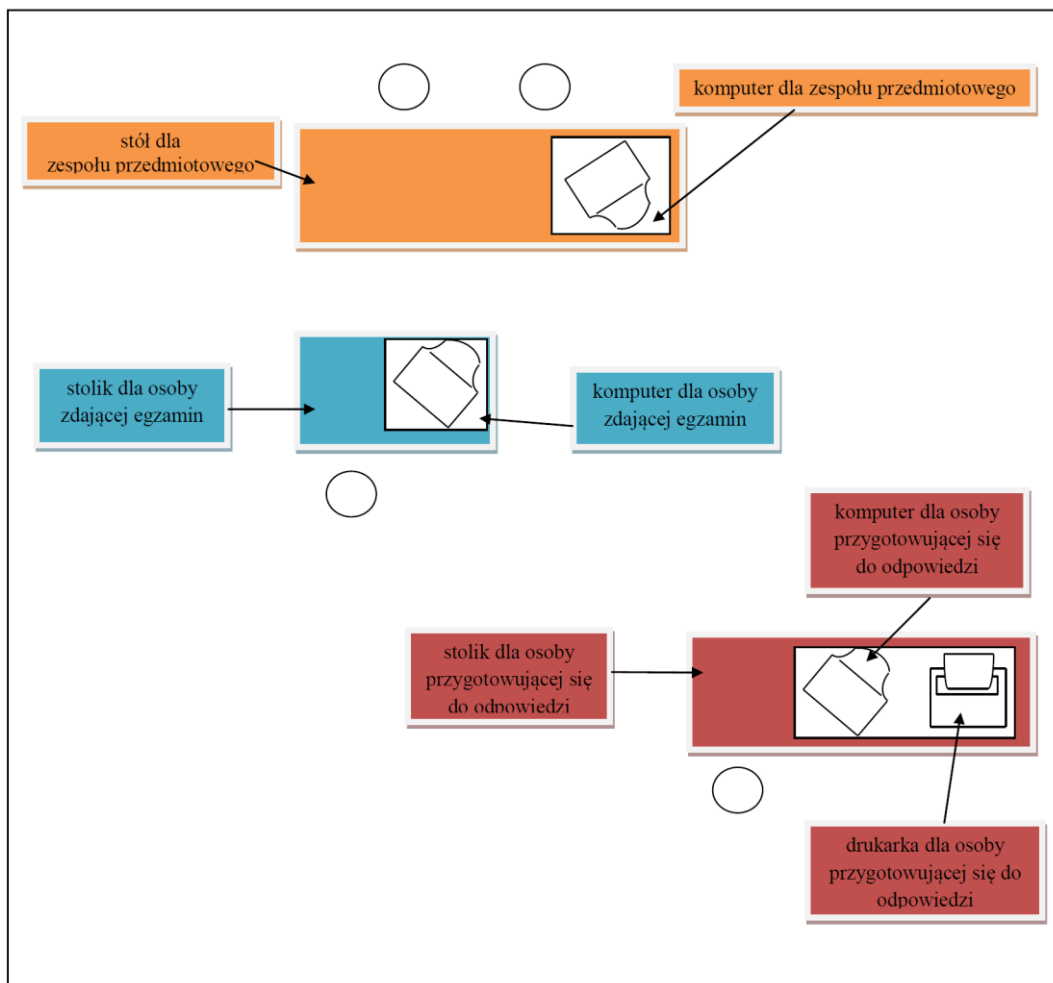 komputer dla zespołu przedmiotowego
stół dla
zespołu przedmiotowego
stolik dla osoby
zdającej egzamin
komputer dla osoby
zdającej egzamin
komputer dla osoby
przygotowującej się
do odpowiedzi
stolik dla osoby
przygotowującej się
do odpowiedzi
drukarka dla osoby
przygotowującej się do
odpowiedzi